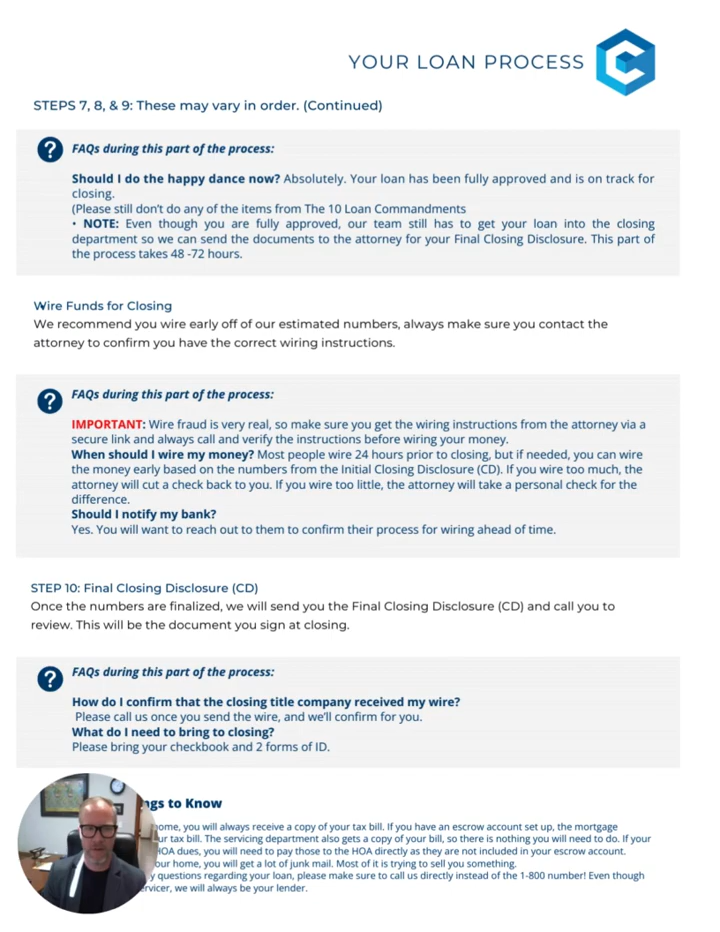 YOUR LOAN PROCESS
STEPS 7, 8, & 9: These may vary in order. (Continued)
? FAQs during this part of the process:
Should I do the happy dance now? Absolutely. Your loan has been fully approved and is on track for
closing.
(Please still don’t do any of the items from The 10 Loan Commandments
• NOTE: Even though you are fully approved, our team still has to get your loan into the closing
department so we can send the documents to the attorney for your Final Closing Disclosure. This part of
the process takes 48 -72 hours.
Wire Funds for Closing
We recommend you wire early off of our estimated numbers, always make sure you contact the
attorney to confirm you have the correct wiring instructions.
? FAQs during this part of the process:
IMPORTANT: Wire fraud is very real, so make sure you get the wiring instructions from the attorney via a
secure link and always call and verify the instructions before wiring your money.
When should I wire my money? Most people wire 24 hours prior to closing, but if needed, you can wire
the money early based on the numbers from the Initial Closing Disclosure (CD). If you wire too much, the
attorney will cut a check back to you. If you wire too little, the attorney will take a personal check for the
difference.
Should I notify my bank?
Yes. You will want to reach out to them to confirm their process for wiring ahead of time.
STEP 10: Final Closing Disclosure (CD)
Once the numbers are finalized, we will send you the Final Closing Disclosure (CD) and call you to
review. This will be the document you sign at closing.
? FAQs during this part of the process:
How do I confirm that the closing title company received my wire?
Please call us once you send the wire, and we’ll confirm for you.
What do I need to bring to closing?
Please bring your checkbook and 2 forms of ID.
to Know
home, you will always receive a copy of your tax bill. If you have an escrow account set up, the mortgage
tax bill. The servicing department also gets a copy of your bill, so there is nothing you will need to do. If your
HOA dues, you will need to pay those to the HOA directly as they are not included in your escrow account.
your home, you will get a lot of junk mail. Most of it is trying to sell you something.
questions regarding your loan, please make sure to call us directly instead of the 1-800 number! Even though
we will always be your lender.